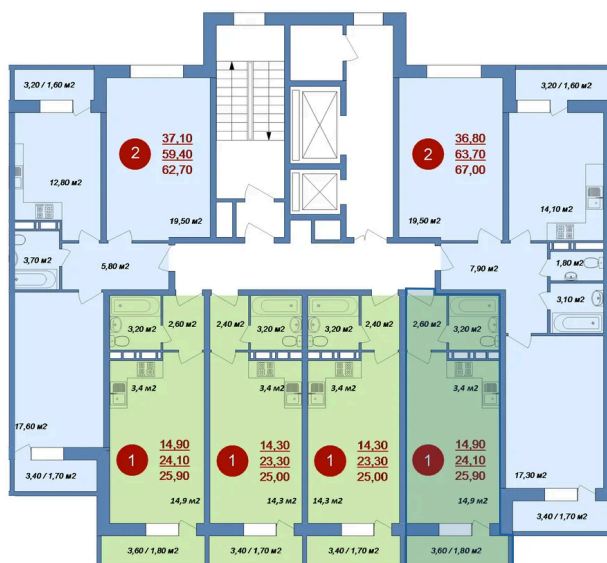 3,20 / 1,60 м2
3,20 / 1,60 м2
2
37,10
59,40
62,70
2
36,80
63,70
67,00
12,80 м2
19,50 м2
19,50 м2
14,10 м2
3,70 м2
5,80 м2
7,90 м2
1,80 м2
3,10 м2
3,20 м2
2,60 м2
2,40 м2
3,20 м2
3,20 м2
2,40 м2
2,60 м2
3,20 м2
3,4 м2
3,4 м2
3,4 м2
3,4 м2
17,60 м2
1
14,90
24,10
25,90
1
14,30
23,30
25,00
1
14,30
23,30
25,00
1
14,90
24,10
25,90
17,30 м2
3,40 / 1,70 м2
14,9 м2
14,3 м2
14,3 м2
14,9 м2
3,40 / 1,70 м2
3,60 / 1,80 м2
3,40 / 1,70 м2
3,40 / 1,70 м2
3,60 / 1,80 м2